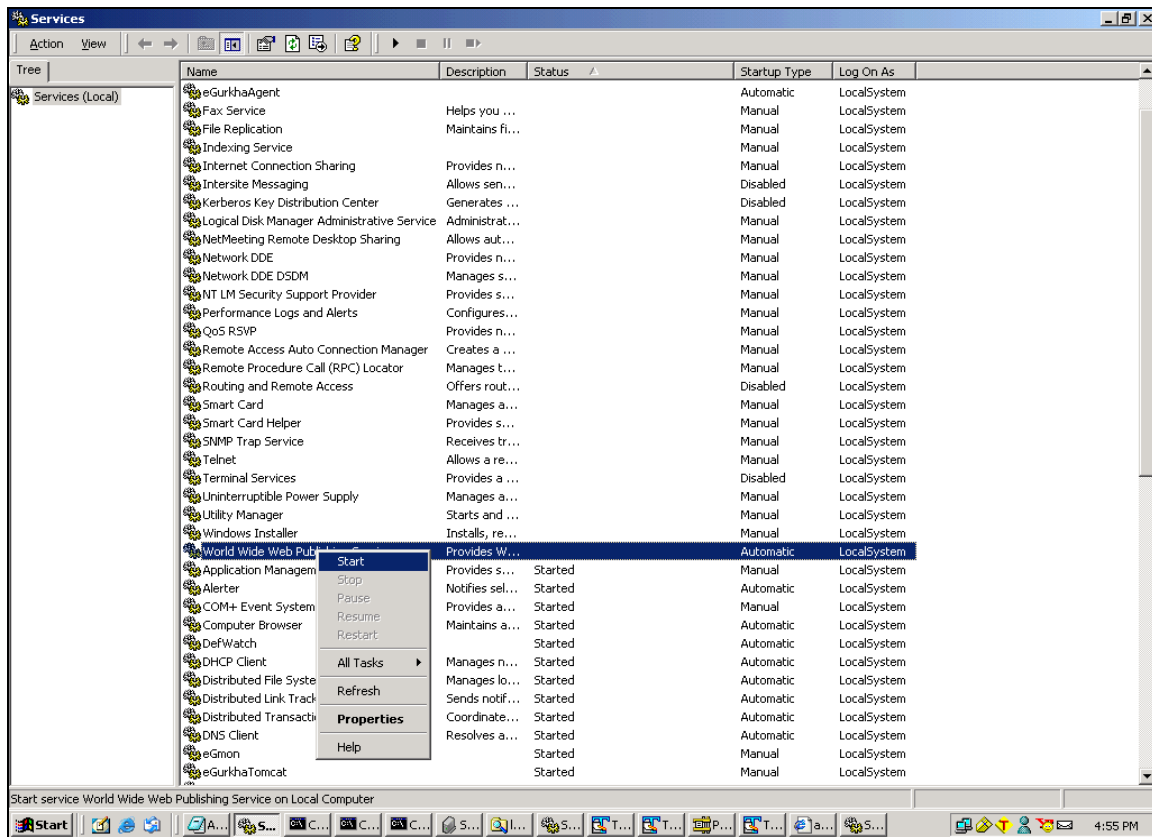 Services
Action View
Tree
Name Description Status Startup Type Log On As
Services (Local)
eGurkhaAgent Automatic LocalSystem
Fax Service Helps you ... Manual LocalSystem
File Replication Maintains fi... Manual LocalSystem
Indexing Service Manual LocalSystem
Internet Connection Sharing Provides n... Manual LocalSystem
Intersite Messaging Allows sen... Disabled LocalSystem
Kerberos Key Distribution Center Generates ... Disabled LocalSystem
Logical Disk Manager Administrative Service Administrat... Manual LocalSystem
NetMeeting Remote Desktop Sharing Allows aut... Manual LocalSystem
Network DDE Provides n... Manual LocalSystem
Network DDE DSDM Manages s... Manual LocalSystem
NT LM Security Support Provider Provides s... Manual LocalSystem
Performance Logs and Alerts Configures... Manual LocalSystem
QoS RSVP Provides n... Manual LocalSystem
Remote Access Auto Connection Manager Creates a ... Manual LocalSystem
Remote Procedure Call (RPC) Locator Manages t... Manual LocalSystem
Routing and Remote Access Offers rout... Disabled LocalSystem
Smart Card Manages a... Manual LocalSystem
Smart Card Helper Provides s... Manual LocalSystem
SNMP Trap Service Receives tr... Manual LocalSystem
Telnet Allows a re... Manual LocalSystem
Terminal Services Provides a ... Disabled LocalSystem
Uninterruptible Power Supply Manages a... Manual LocalSystem
Utility Manager Starts and ... Manual LocalSystem
Windows Installer Installs, re... Manual LocalSystem
World Wide Web Publishing Service Provides W... Automatic LocalSystem
Application Managem Provides s... Started Manual LocalSystem
Alerter Notifies sel... Started Automatic LocalSystem
COM+ Event System Provides a... Started Manual LocalSystem
Computer Browser Maintains a... Started Automatic LocalSystem
DefWatch Started Automatic LocalSystem
DHCP Client Manages n... Started Automatic LocalSystem
Distributed File Syste Manages lo... Started Automatic LocalSystem
Distributed Link Track Sends notif... Started Automatic LocalSystem
Distributed Transacti Coordinate... Started Automatic LocalSystem
DNS Client Resolves a... Started Automatic LocalSystem
eGmon Started Manual LocalSystem
eGurkhaTomcat Started Manual LocalSystem
Start
Stop
Pause
Resume
Restart
All Tasks
Refresh
Properties
Help
Start service World Wide Web Publishing Service on Local Computer
Start A... S... C... C... C... S... I... S... T... T... P... T... a... S... 4:55 PM